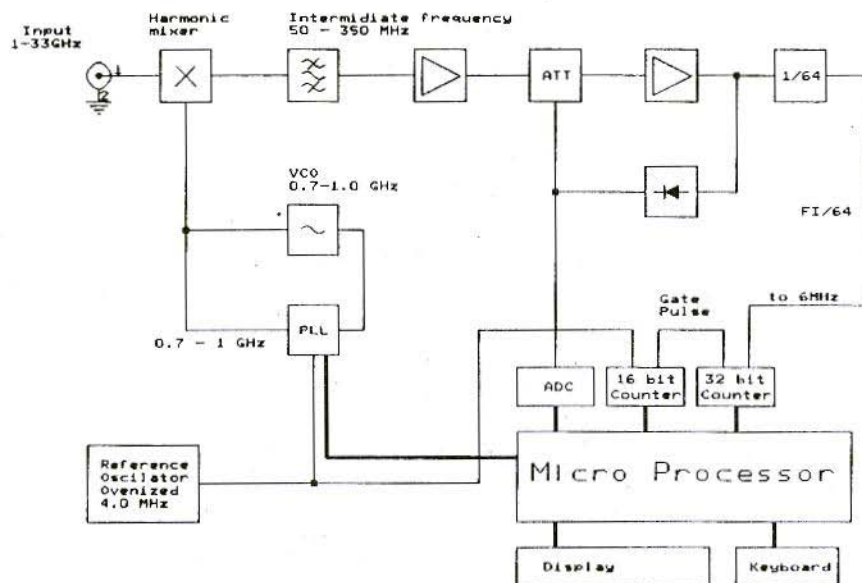 Input
1-33GHz
Harmonic
mixer
Intermidiate frequency
50 - 350 MHz
ATT
1/64
VCO
0.7-1.0 GHz
FI/64
PLL
0.7 - 1 GHz
Gate
Pulse
to 6MHz
ADC
16 bit
Counter
32 bit
Counter
Reference
Oscilator
Ovenized
4.0 MHz
MIcro Processor
Display
Keyboard